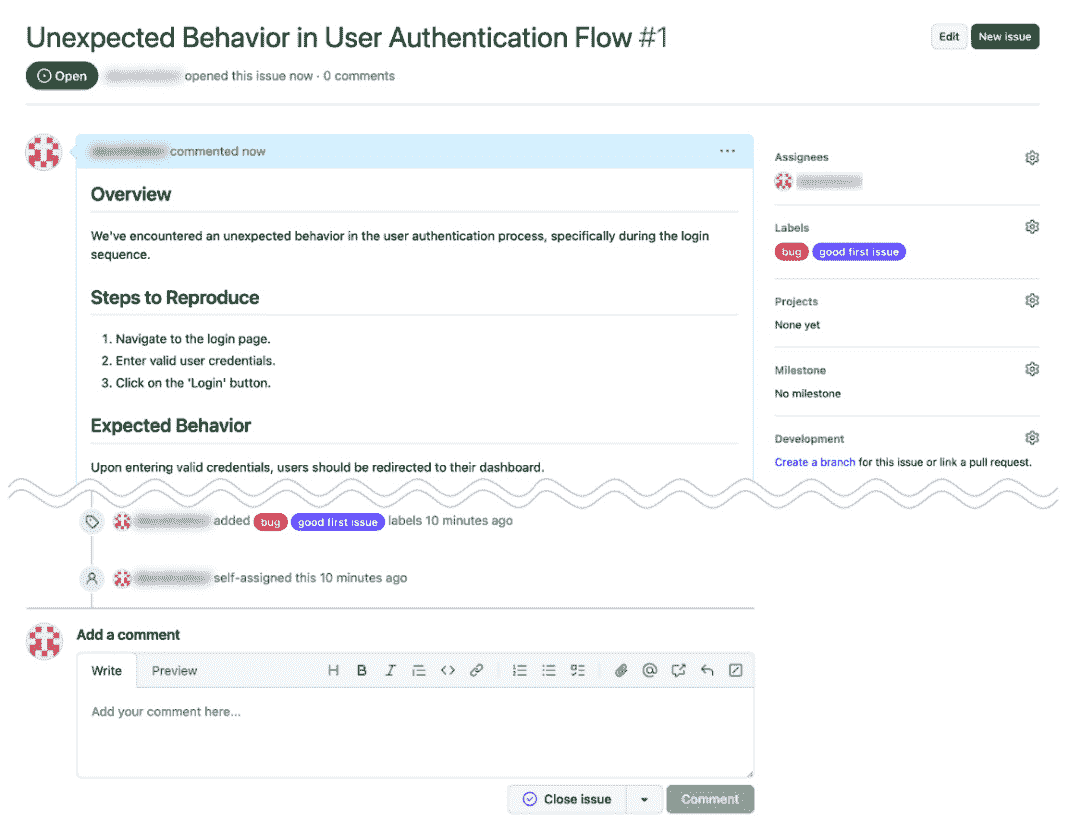 Unexpected Behavior in User Authentication Flow #1
Edit
New issue
Open
opened this issue now · 0 comments
commented now
Overview
We've encountered an unexpected behavior in the user authentication process, specifically during the login
sequence.
Steps to Reproduce
1. Navigate to the login page.
2. Enter valid user credentials.
3. Click on the 'Login' button.
Expected Behavior
Upon entering valid credentials, users should be redirected to their dashboard.
Assignees
Labels
bug good first issue
Projects
None yet
Milestone
No milestone
Development
Create a branch for this issue or link a pull request.
added bug good first issue labels 10 minutes ago
self-assigned this 10 minutes ago
Add a comment
Write Preview
Add your comment here...
Close issue
Comment